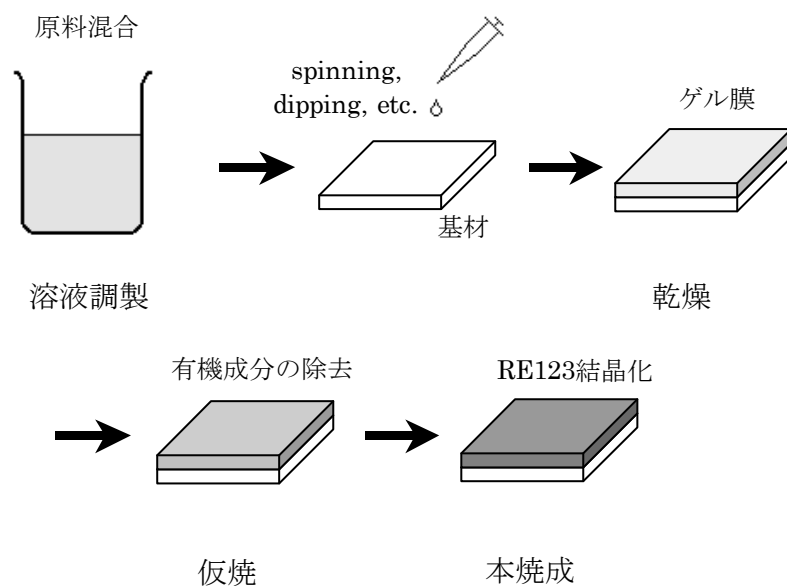 原料混合
spinning,
dipping, etc.
基材
ゲル膜
溶液調製
乾燥
有機成分の除去
RE123結晶化
仮焼
本焼成